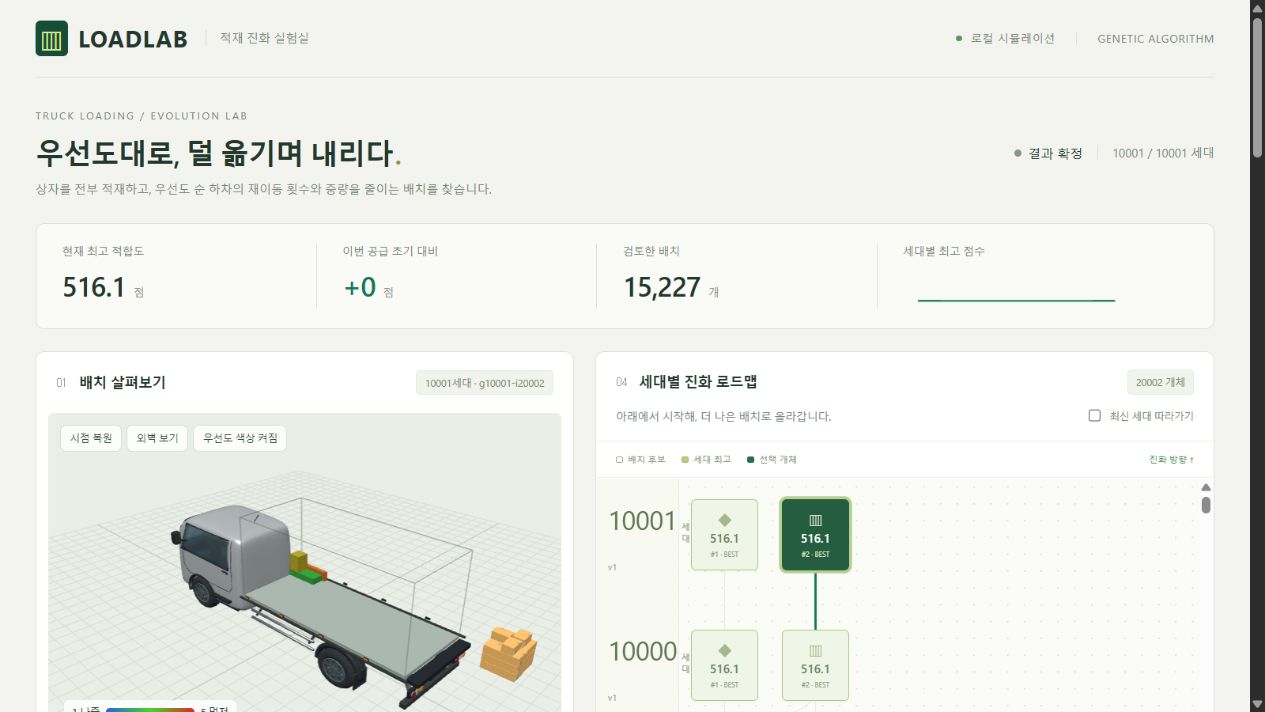 LOADLAB
적재 진화 실험실
로컬 시뮬레이션
GENETIC ALGORITHM
TRUCK LOADING / EVOLUTION LAB
우선도대로, 덜 옮기며 내리다.
결과 확정
10001 / 10001 세대
상자를 전부 적재하고, 우선도 순 하차의 재이동 횟수와 중량을 줄이는 배치를 찾습니다.
현재 최고 적합도
516.1 점
이번 공급 초기 대비
+0 점
검토한 배치
15,227 개
세대별 최고 점수
01 배치 살펴보기
10001세대 · g10001-i20002
시점 복원
외벽 보기
우선도 색상 켜짐
04 세대별 진화 로드맵
20002 개체
아래에서 시작해, 더 나은 배치로 올라갑니다.
최신 세대 따라가기
배치 후보
세대 최고
선택 개체
진화 방향 ↑
10001 세대
v1
516.1
#1 · BEST
516.1
#2 · BEST
10000 세대
v1
516.1
#1 · BEST
516.1
#2 · BEST